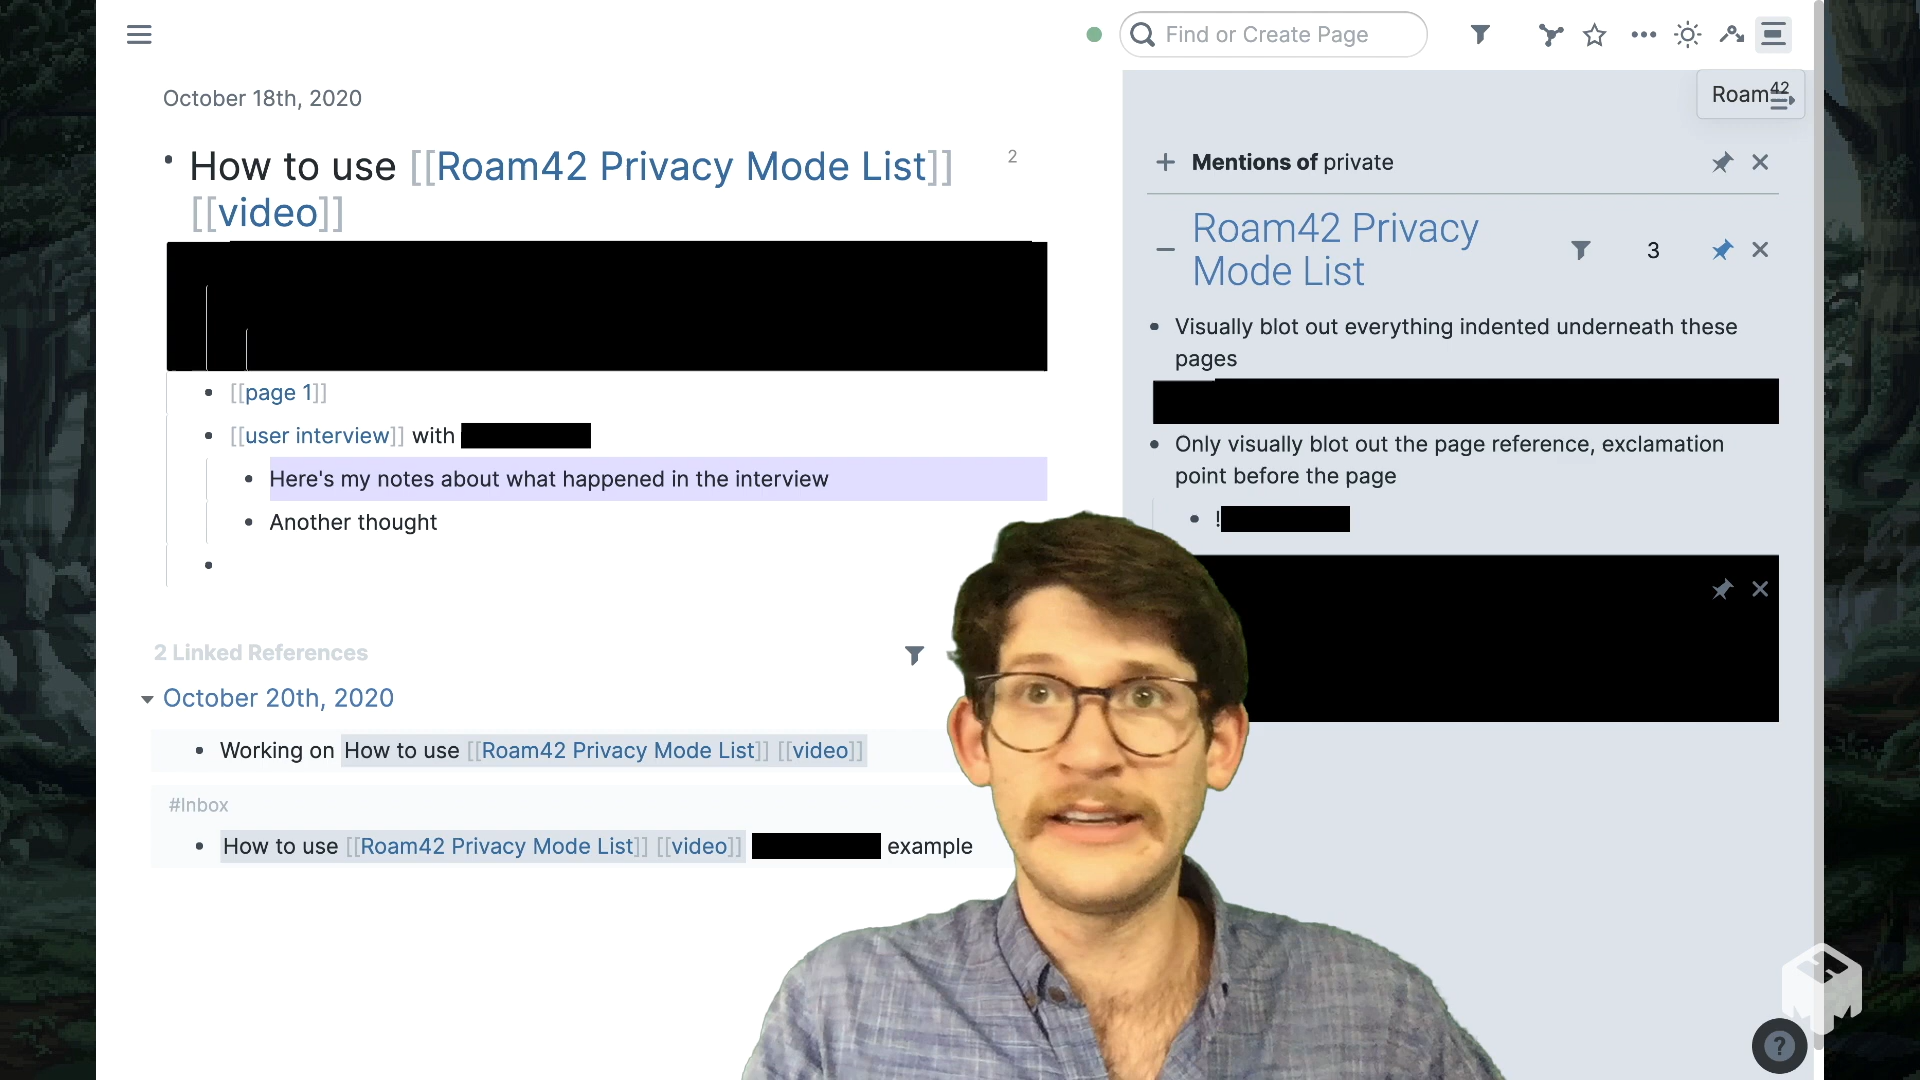 Find or Create Page
October 18th, 2020
Roam42
How to use [[Roam42 Privacy Mode List]]
[[video]]
2
[[page 1]]
[[user interview]] with
Here's my notes about what happened in the interview
Another thought
2 Linked References
October 20th, 2020
Working on How to use [[Roam42 Privacy Mode List]] [[video]]
#Inbox
How to use [[Roam42 Privacy Mode List]] [[video]] example
Mentions of private
Roam42 Privacy
Mode List
3
Visually blot out everything indented underneath these
pages
Only visually blot out the page reference, exclamation
point before the page
!
?